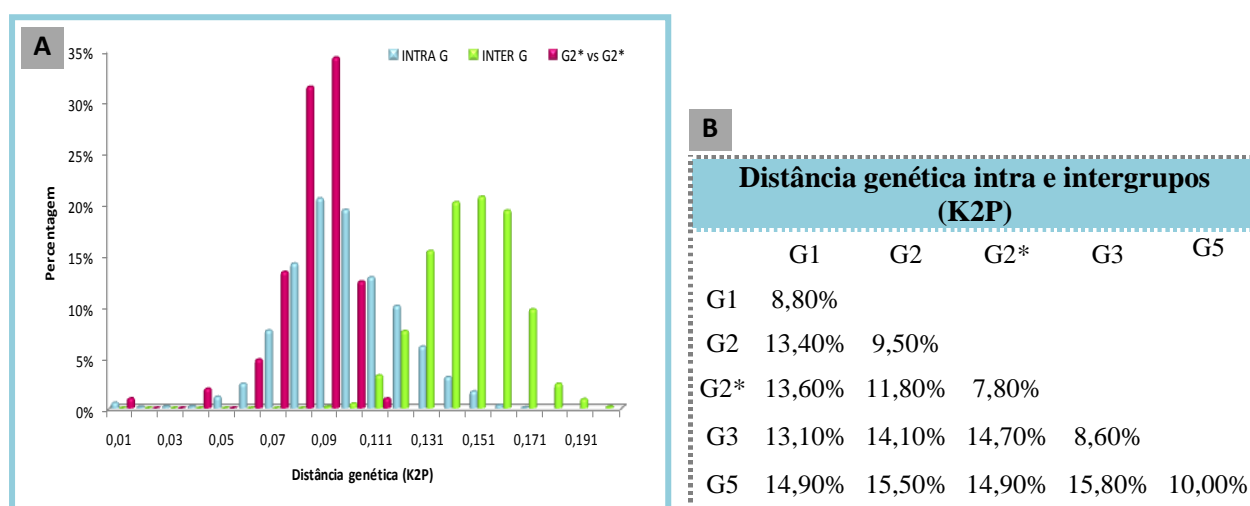 A
INTRA G INTER G G2* vs G2*
35%
30%
25%
20%
15%
10%
5%
0%
Percentagem
0,01 0,03 0,05 0,07 0,09 0,111 0,131 0,151 0,171 0,191
Distância genética (K2P)
B
Distância genética intra e intergrupos
(K2P)
G1 G2 G2* G3 G5
G1 8,80%
G2 13,40% 9,50%
G2* 13,60% 11,80% 7,80%
G3 13,10% 14,10% 14,70% 8,60%
G5 14,90% 15,50% 14,90% 15,80% 10,00%